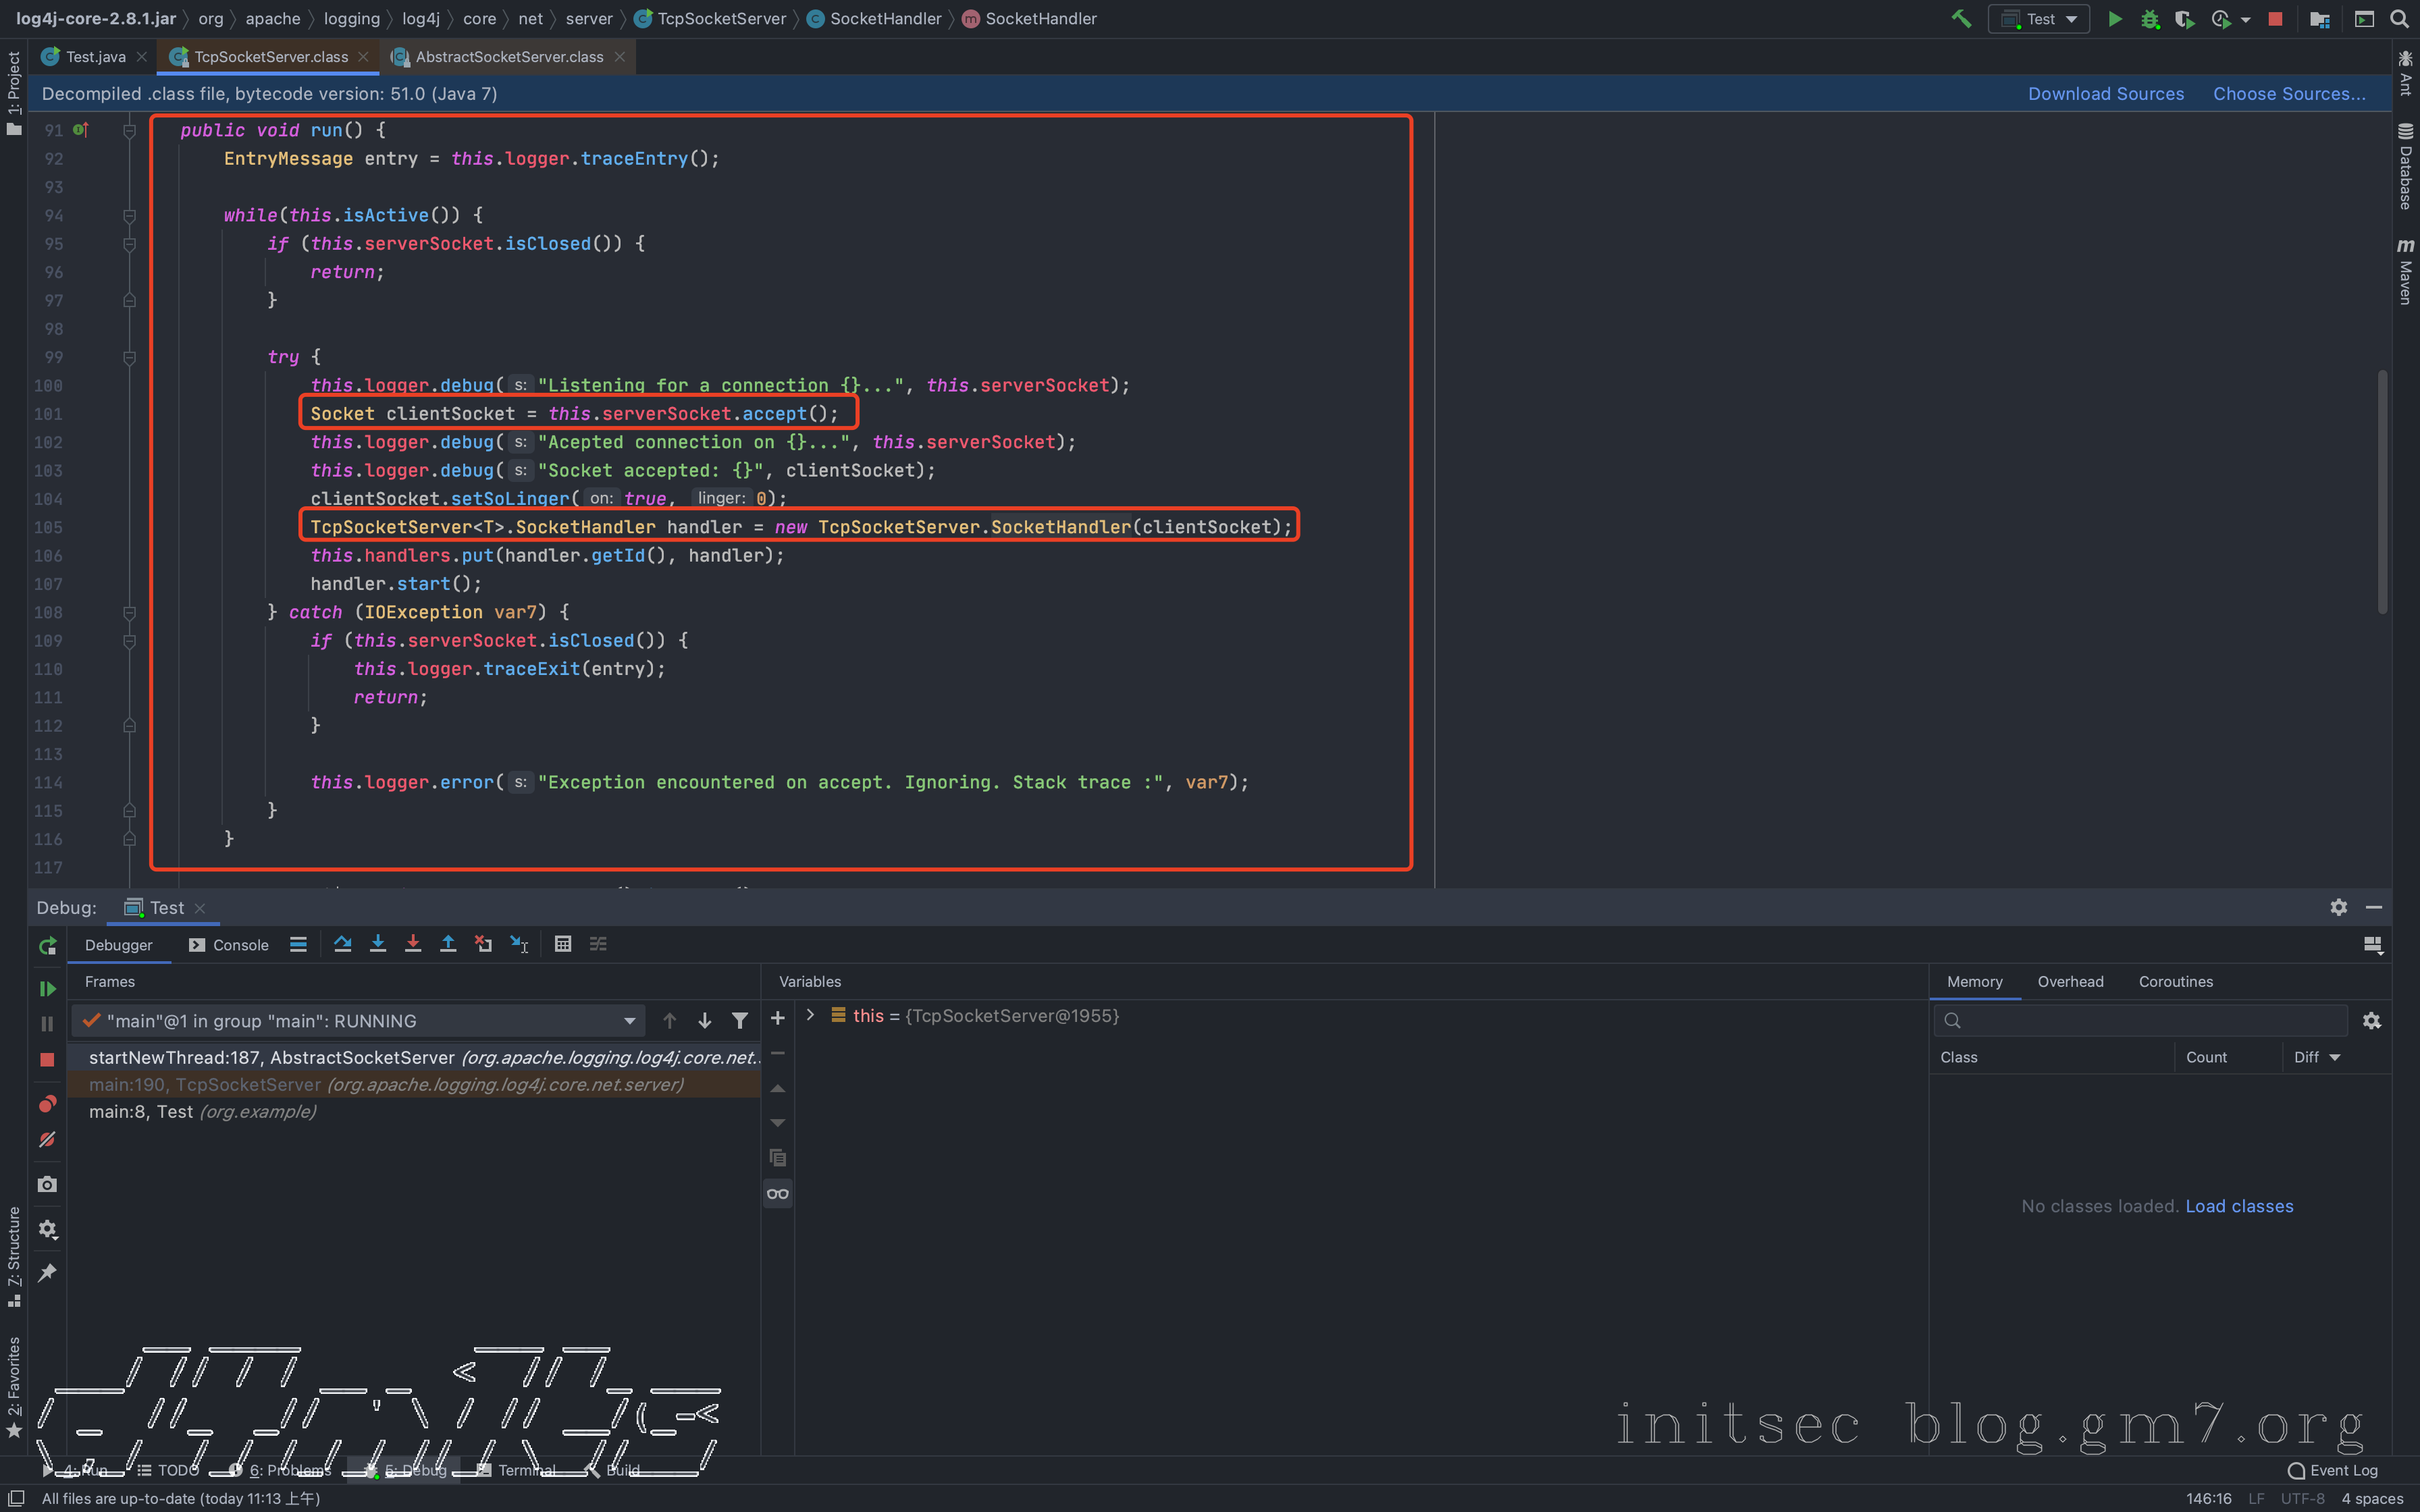 log4j-core-2.8.1.jar 〉 org 〉 apache 〉 logging 〉 log4j 〉 core 〉 net 〉 server 〉 TcpSocketServer 〉 SocketHandler 〉 SocketHandler
Test
Test.java
TcpSocketServer.class
AbstractSocketServer.class
Decompiled .class file, bytecode version: 51.0 (Java 7)
Download Sources
Choose Sources...
1: Project
Ant
Database
Maven
91 public void run() {
92 EntryMessage entry = this.logger.traceEntry();
93
94 while(this.isActive()) {
95 if (this.serverSocket.isClosed()) {
96 return;
97 }
98
99 try {
100 this.logger.debug( s: "Listening for a connection {}...", this.serverSocket);
101 Socket clientSocket = this.serverSocket.accept();
102 this.logger.debug( s: "Acepted connection on {}...", this.serverSocket);
103 this.logger.debug( s: "Socket accepted: {}", clientSocket);
104 clientSocket.setSoLinger( on: true, linger: 0);
105 TcpSocketServer<T>.SocketHandler handler = new TcpSocketServer.SocketHandler(clientSocket);
106 this.handlers.put(handler.getId(), handler);
107 handler.start();
108 } catch (IOException var7) {
109 if (this.serverSocket.isClosed()) {
110 this.logger.traceExit(entry);
111 return;
112 }
113
114 this.logger.error( s: "Exception encountered on accept. Ignoring. Stack trace :", var7);
115 }
116 }
117
Debug:
Test
Debugger
Console
Frames
Variables
Memory
Overhead
Coroutines
"main"@1 in group "main": RUNNING
this = {TcpSocketServer@1955}
startNewThread:187, AbstractSocketServer (org.apache.logging.log4j.core.net.
main:190, TcpSocketServer (org.apache.logging.log4j.core.net.server)
main:8, Test (org.example)
Class
Count
Diff
No classes loaded. Load classes
7: Structure
2: Favorites
initsec blog.gm7.org
4: Run
TODO
6: Problems
5: Debug
Terminal
Build
Event Log
All files are up-to-date (today 11:13 上午)
146:16
LF
UTF-8
4 spaces